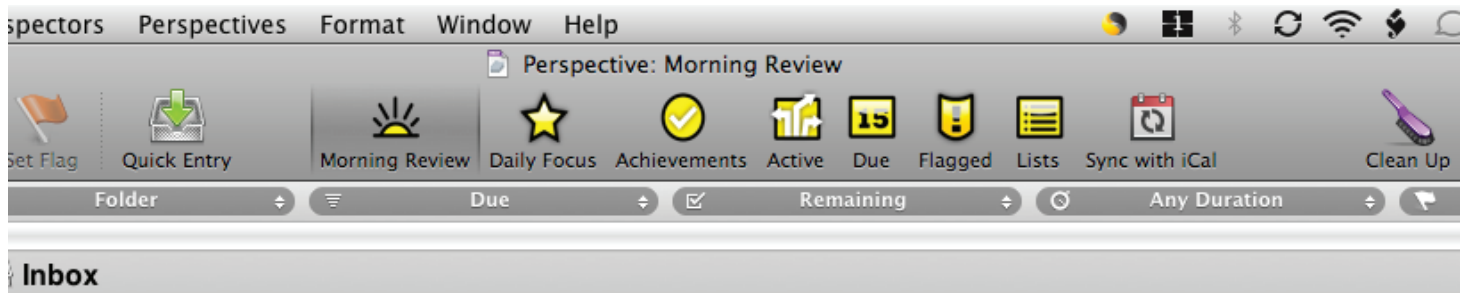 spectors Perspectives Format Window Help
Perspective: Morning Review
15
Set Flag Quick Entry Morning Review Daily Focus Achievements Active Due Flagged Lists Sync with iCal Clean Up
Folder Due Remaining Any Duration
Inbox